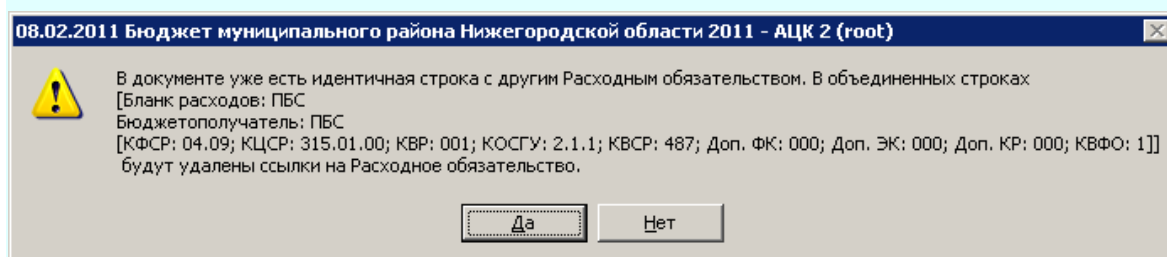 08.02.2011 Бюджет муниципального района Нижегородской области 2011 - АЦК 2 (root)
В документе уже есть идентичная строка с другим Расходным обязательством. В объединенных строках
[Бланк расходов: ПБС
Бюджетополучатель: ПБС
[КФСР: 04.09; КЦСР: 315.01.00; КВР: 001; КОСГУ: 2.1.1; КВСР: 487; Доп. ФК: 000; Доп. ЭК: 000; Доп. КР: 000; КВФО: 1]]
будут удалены ссылки на Расходное обязательство.
Да
Нет